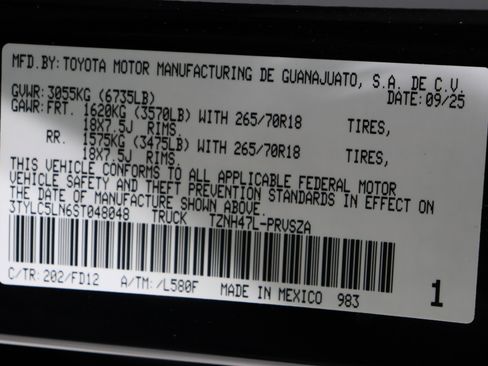 MFD.BY: TOYOTA MOTOR MANUFACTURING DE GUANAJUATO, S.A. DE C.V.
GVWR: 3055KG (6735LB) DATE: 09/25
GAWR: FRT. 1620KG (3570LB) WITH 265/70R18 TIRES,
18X7.5J RIMS.
RR. 1575KG (3475LB) WITH 265/70R18 TIRES,
18X7.5J RIMS.
THIS VEHICLE CONFORMS TO ALL APPLICABLE FEDERAL MOTOR
VEHICLE SAFETY AND THEFT PREVENTION STANDARDS IN EFFECT ON
THE DATE OF MANUFACTURE SHOWN ABOVE.
3TYLC5LN6ST048048 TRUCK TZNH47L-PRVSZA
C/TR: 202/FD12 A/TM: /L580F MADE IN MEXICO 983 1